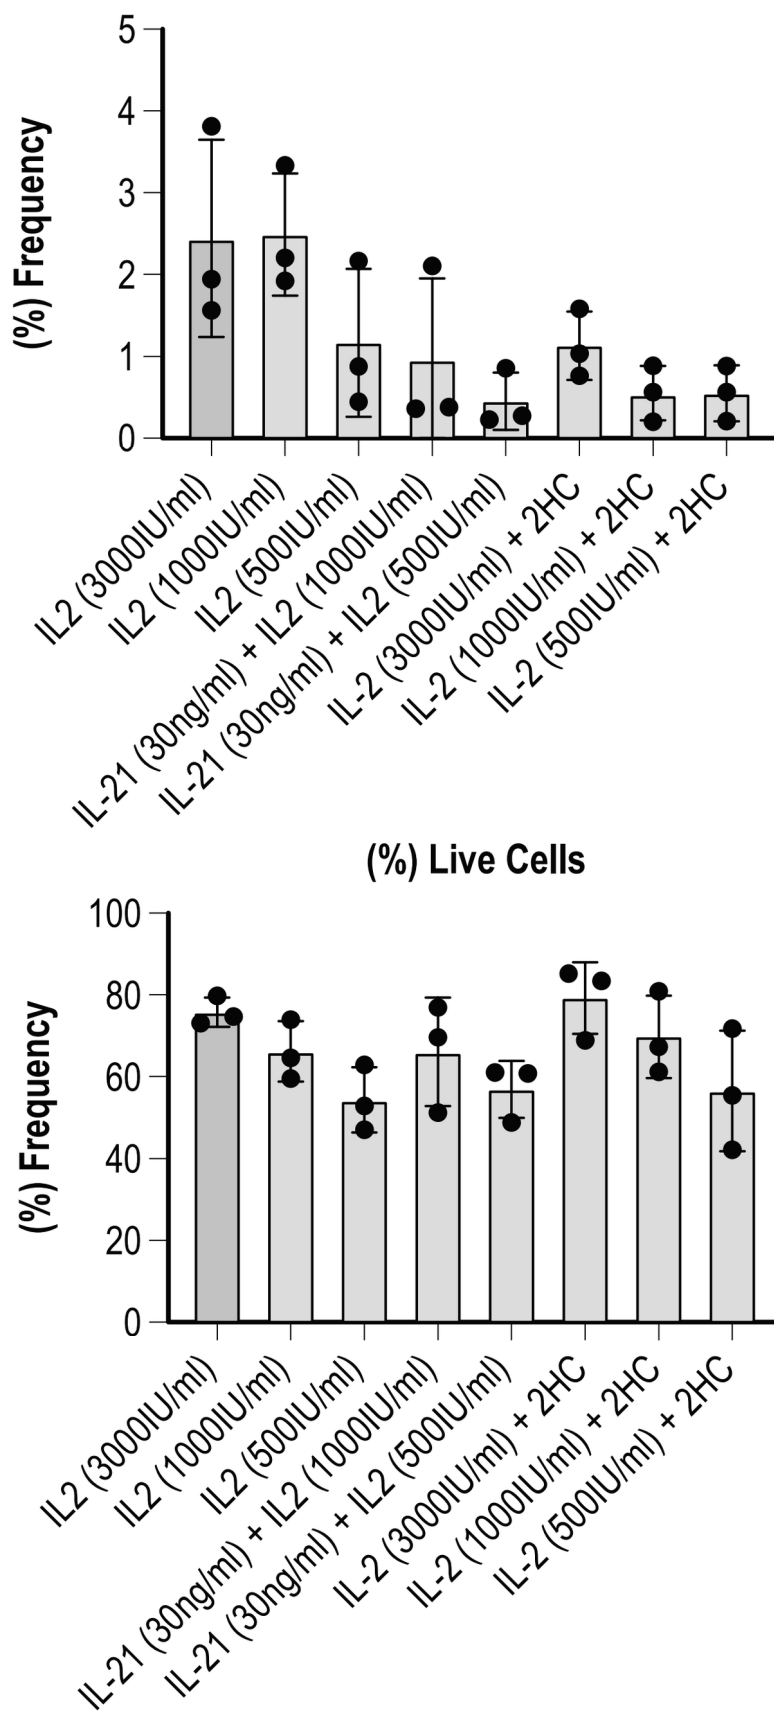 (%) Frequency
5
4
3
2
1
0
IL2 (3000IU/ml)
IL2 (1000IU/ml)
IL2 (500IU/ml)
IL-21 (30ng/ml) + IL2 (1000IU/ml)
IL-21 (30ng/ml) + IL2 (500IU/ml)
IL-2 (3000IU/ml) + 2HC
IL-2 (1000IU/ml) + 2HC
IL-2 (500IU/ml) + 2HC
(%) Live Cells
(%) Frequency
100
80
60
40
20
0
IL2 (3000IU/ml)
IL2 (1000IU/ml)
IL2 (500IU/ml)
IL-21 (30ng/ml) + IL2 (1000IU/ml)
IL-21 (30ng/ml) + IL2 (500IU/ml)
IL-2 (3000IU/ml) + 2HC
IL-2 (1000IU/ml) + 2HC
IL-2 (500IU/ml) + 2HC